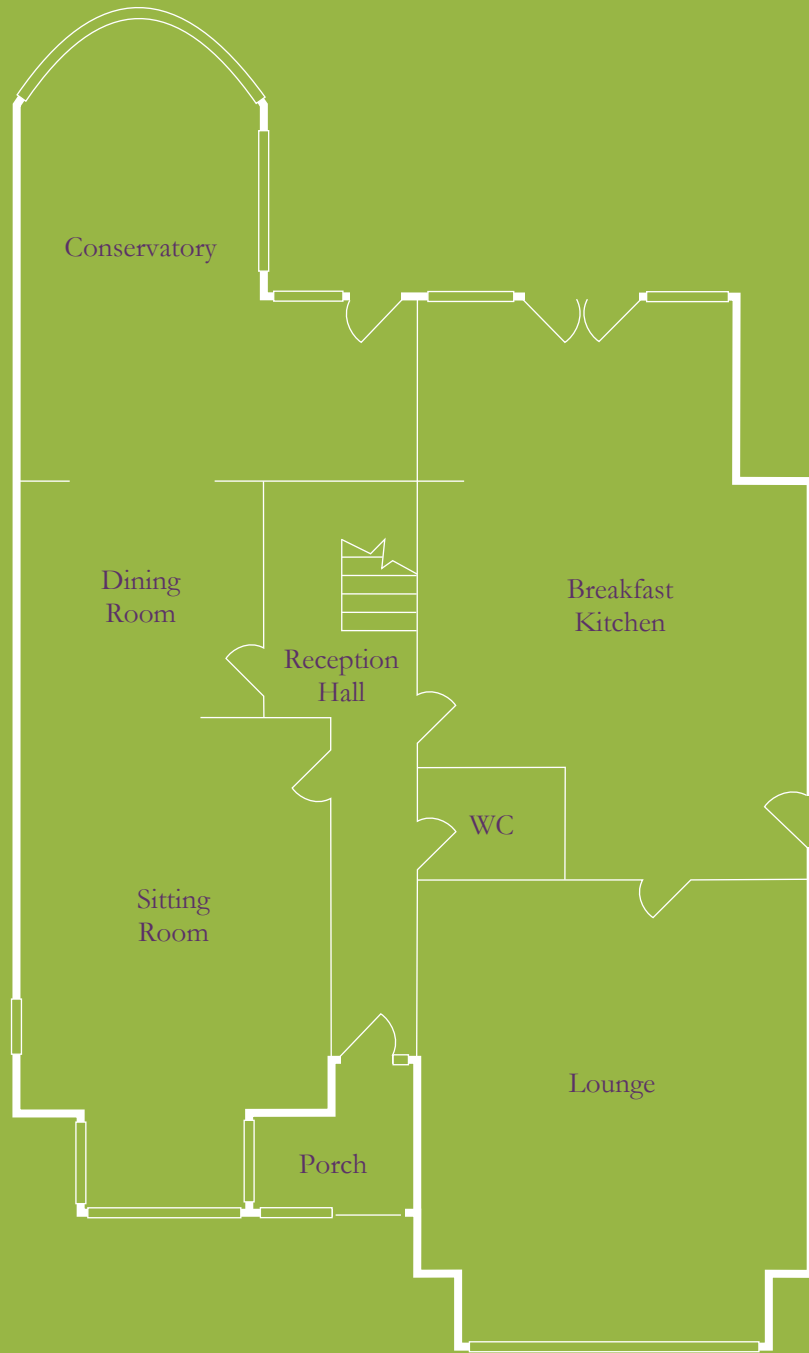 Conservatory
Dining
Room
Breakfast
Kitchen
Reception
Hall
WC
Sitting
Room
Lounge
Porch